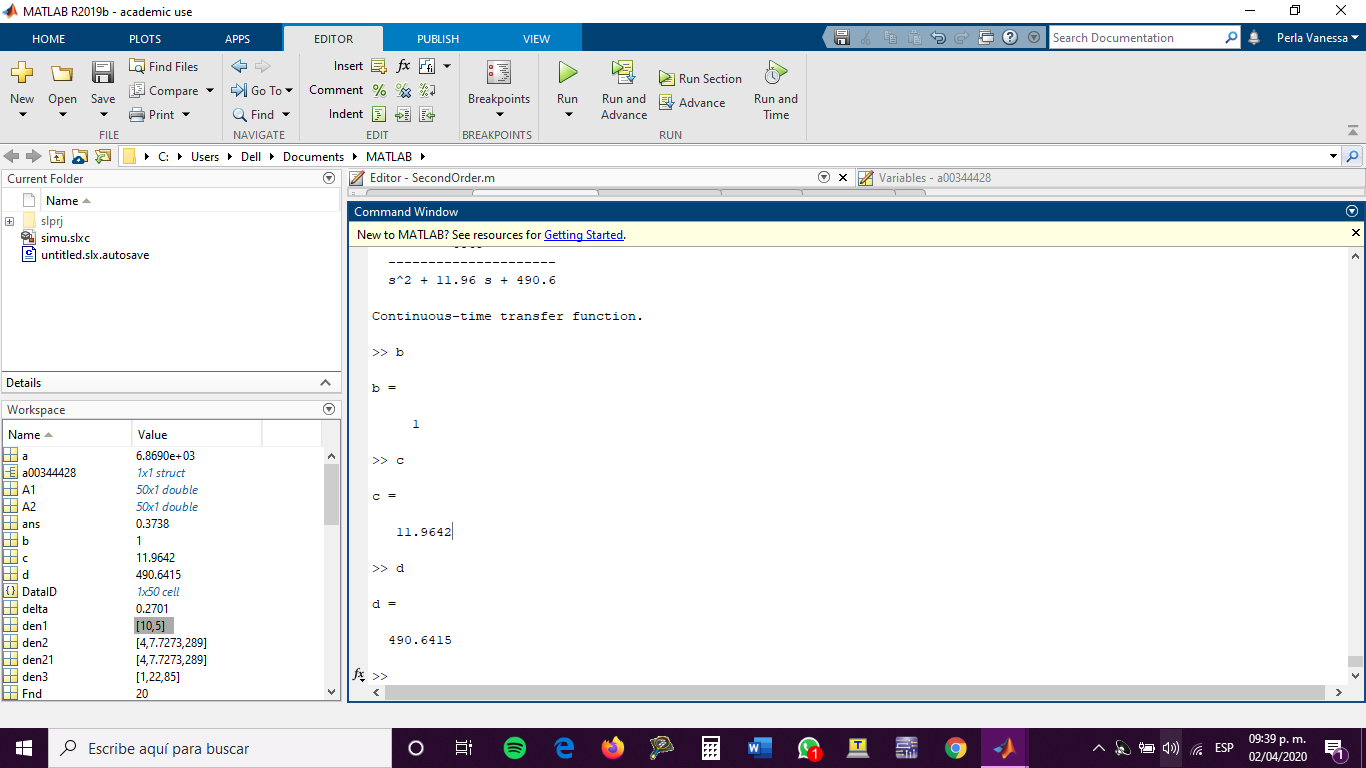 MATLAB R2019b - academic use
HOME PLOTS APPS EDITOR PUBLISH VIEW
Search Documentation
Perla Vanessa
New
Open
Save
Find Files
Compare
Print
FILE
Go To
Find
NAVIGATE
Insert fx
Comment
Indent
EDIT
Breakpoints
BREAKPOINTS
Run
Run and
Advance
Run Section
Advance
Run and
Time
RUN
C: Users Dell Documents MATLAB
Current Folder
Name
slprj
simu.slxc
untitled.slx.autosave
Details
Workspace
Name Value
a 6.8690e+03
a00344428 1x1 struct
A1 50x1 double
A2 50x1 double
ans 0.3738
b 1
c 11.9642
d 490.6415
DataID 1x50 cell
delta 0.2701
den1 [10,5]
den2 [4,7.7273,289]
den21 [4,7.7273,289]
den3 [1,22,85]
Fnd 20
Editor - SecondOrder.m
Variables - a00344428
Command Window
New to MATLAB? See resources for Getting Started.
---------------------
s^2 + 11.96 s + 490.6
Continuous-time transfer function.
>> b
b =
1
>> c
c =
11.9642
>> d
d =
490.6415
fx >>
Escribe aquí para buscar
1
ESP
09:39 p. m.
02/04/2020
1